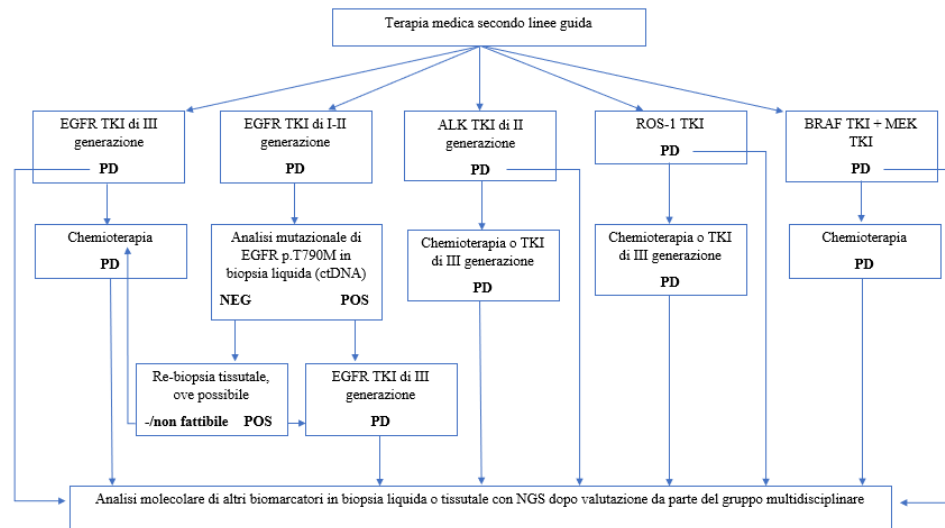 Terapia medica secondo linee guida
EGFR TKI di III
generazione
PD
EGFR TKI di I-II
generazione
PD
ALK TKI di II
generazione
PD
ROS-1 TKI
PD
BRAF TKI + MEK
TKI
PD
Chemioterapia
PD
Analisi mutazionale di
EGFR p.T790M in
biopsia liquida (ctDNA)
NEG POS
Chemioterapia o TKI
di III generazione
PD
Chemioterapia o TKI
di III generazione
PD
Chemioterapia
PD
Re-biopsia tissutale,
ove possibile
-/non fattibile POS
EGFR TKI di III
generazione
PD
Analisi molecolare di altri biomarcatori in biopsia liquida o tissutale con NGS dopo valutazione da parte del gruppo multidisciplinare